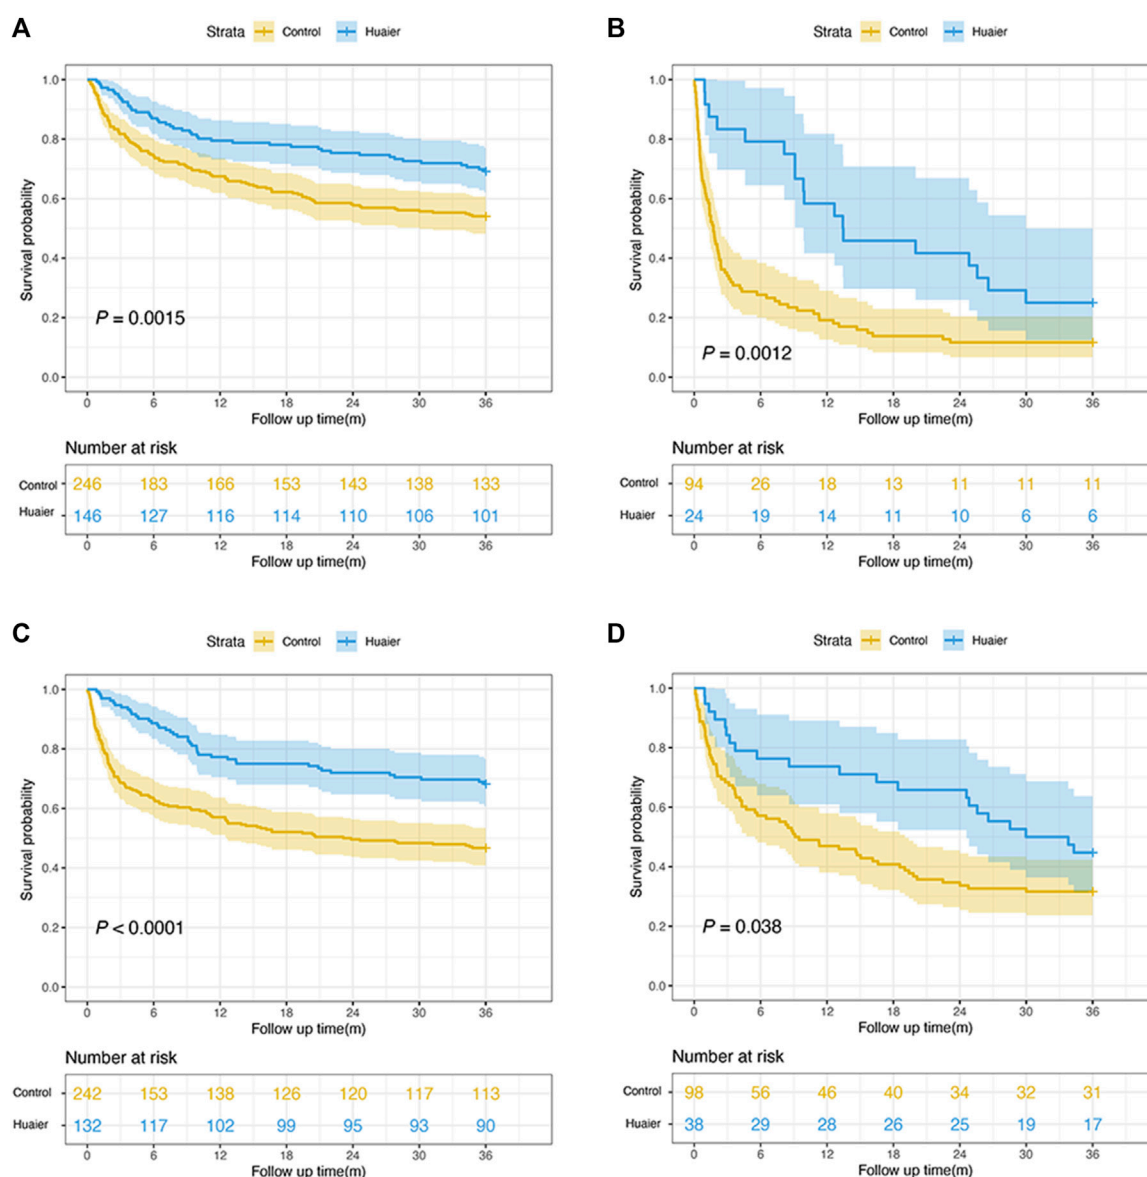 A
Strata Control Huaier
Survival probability
1.0
0.8
0.6
0.4
0.2
0.0
P = 0.0015
0 6 12 18 24 30 36
Follow up time(m)
Number at risk
Control 246 183 166 153 143 138 133
Huaier 146 127 116 114 110 106 101
0 6 12 18 24 30 36
Follow up time(m)
B
Strata Control Huaier
Survival probability
1.0
0.8
0.6
0.4
0.2
0.0
P = 0.0012
0 6 12 18 24 30 36
Follow up time(m)
Number at risk
Control 94 26 18 13 11 11 11
Huaier 24 19 14 11 10 6 6
0 6 12 18 24 30 36
Follow up time(m)
C
Strata Control Huaier
Survival probability
1.0
0.8
0.6
0.4
0.2
0.0
P < 0.0001
0 6 12 18 24 30 36
Follow up time(m)
Number at risk
Control 242 153 138 126 120 117 113
Huaier 132 117 102 99 95 93 90
0 6 12 18 24 30 36
Follow up time(m)
D
Strata Control Huaier
Survival probability
1.0
0.8
0.6
0.4
0.2
0.0
P = 0.038
0 6 12 18 24 30 36
Follow up time(m)
Number at risk
Control 98 56 46 40 34 32 31
Huaier 38 29 28 26 25 19 17
0 6 12 18 24 30 36
Follow up time(m)